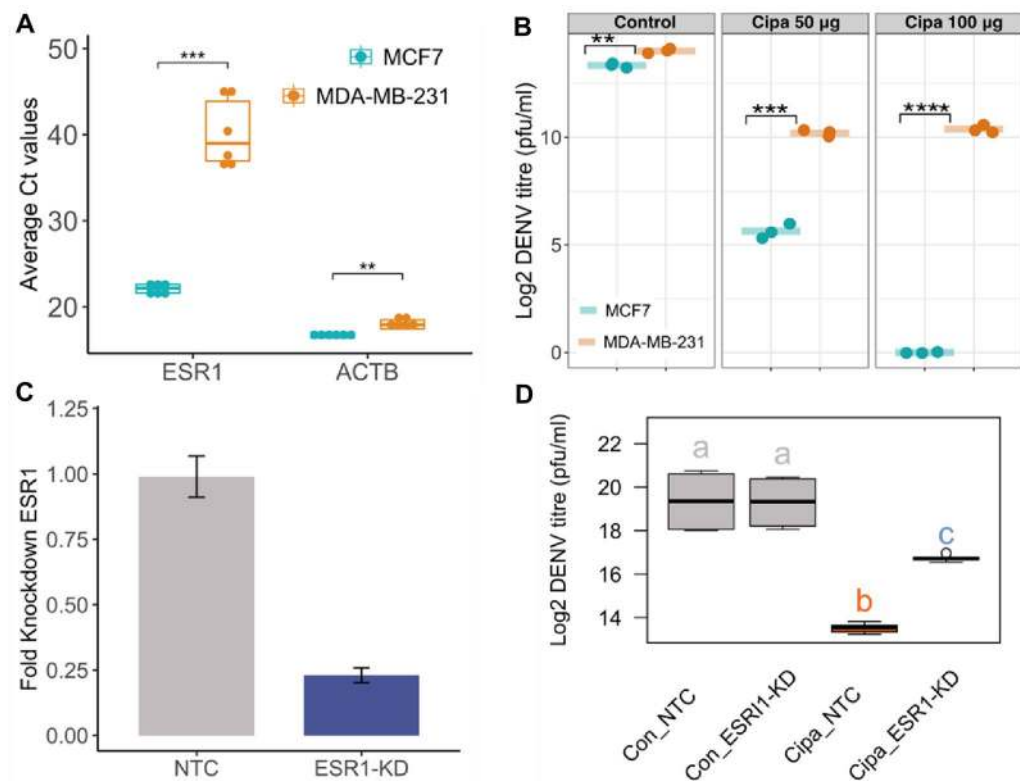 A
Average Ct values
50
40
30
20
***
**
MCF7
MDA-MB-231
ESR1
ACTB
B
Control
Cipa 50 µg
Cipa 100 µg
Log2 DENV titre (pfu/ml)
10
5
0
**
***
****
MCF7
MDA-MB-231
C
Fold Knockdown ESR1
1.25
1.00
0.75
0.50
0.25
0.00
NTC
ESR1-KD
D
Log2 DENV titre (pfu/ml)
22
20
18
16
14
a
a
b
c
Con_NTC
Con_ESRI1-KD
Cipa_NTC
Cipa_ESR1-KD